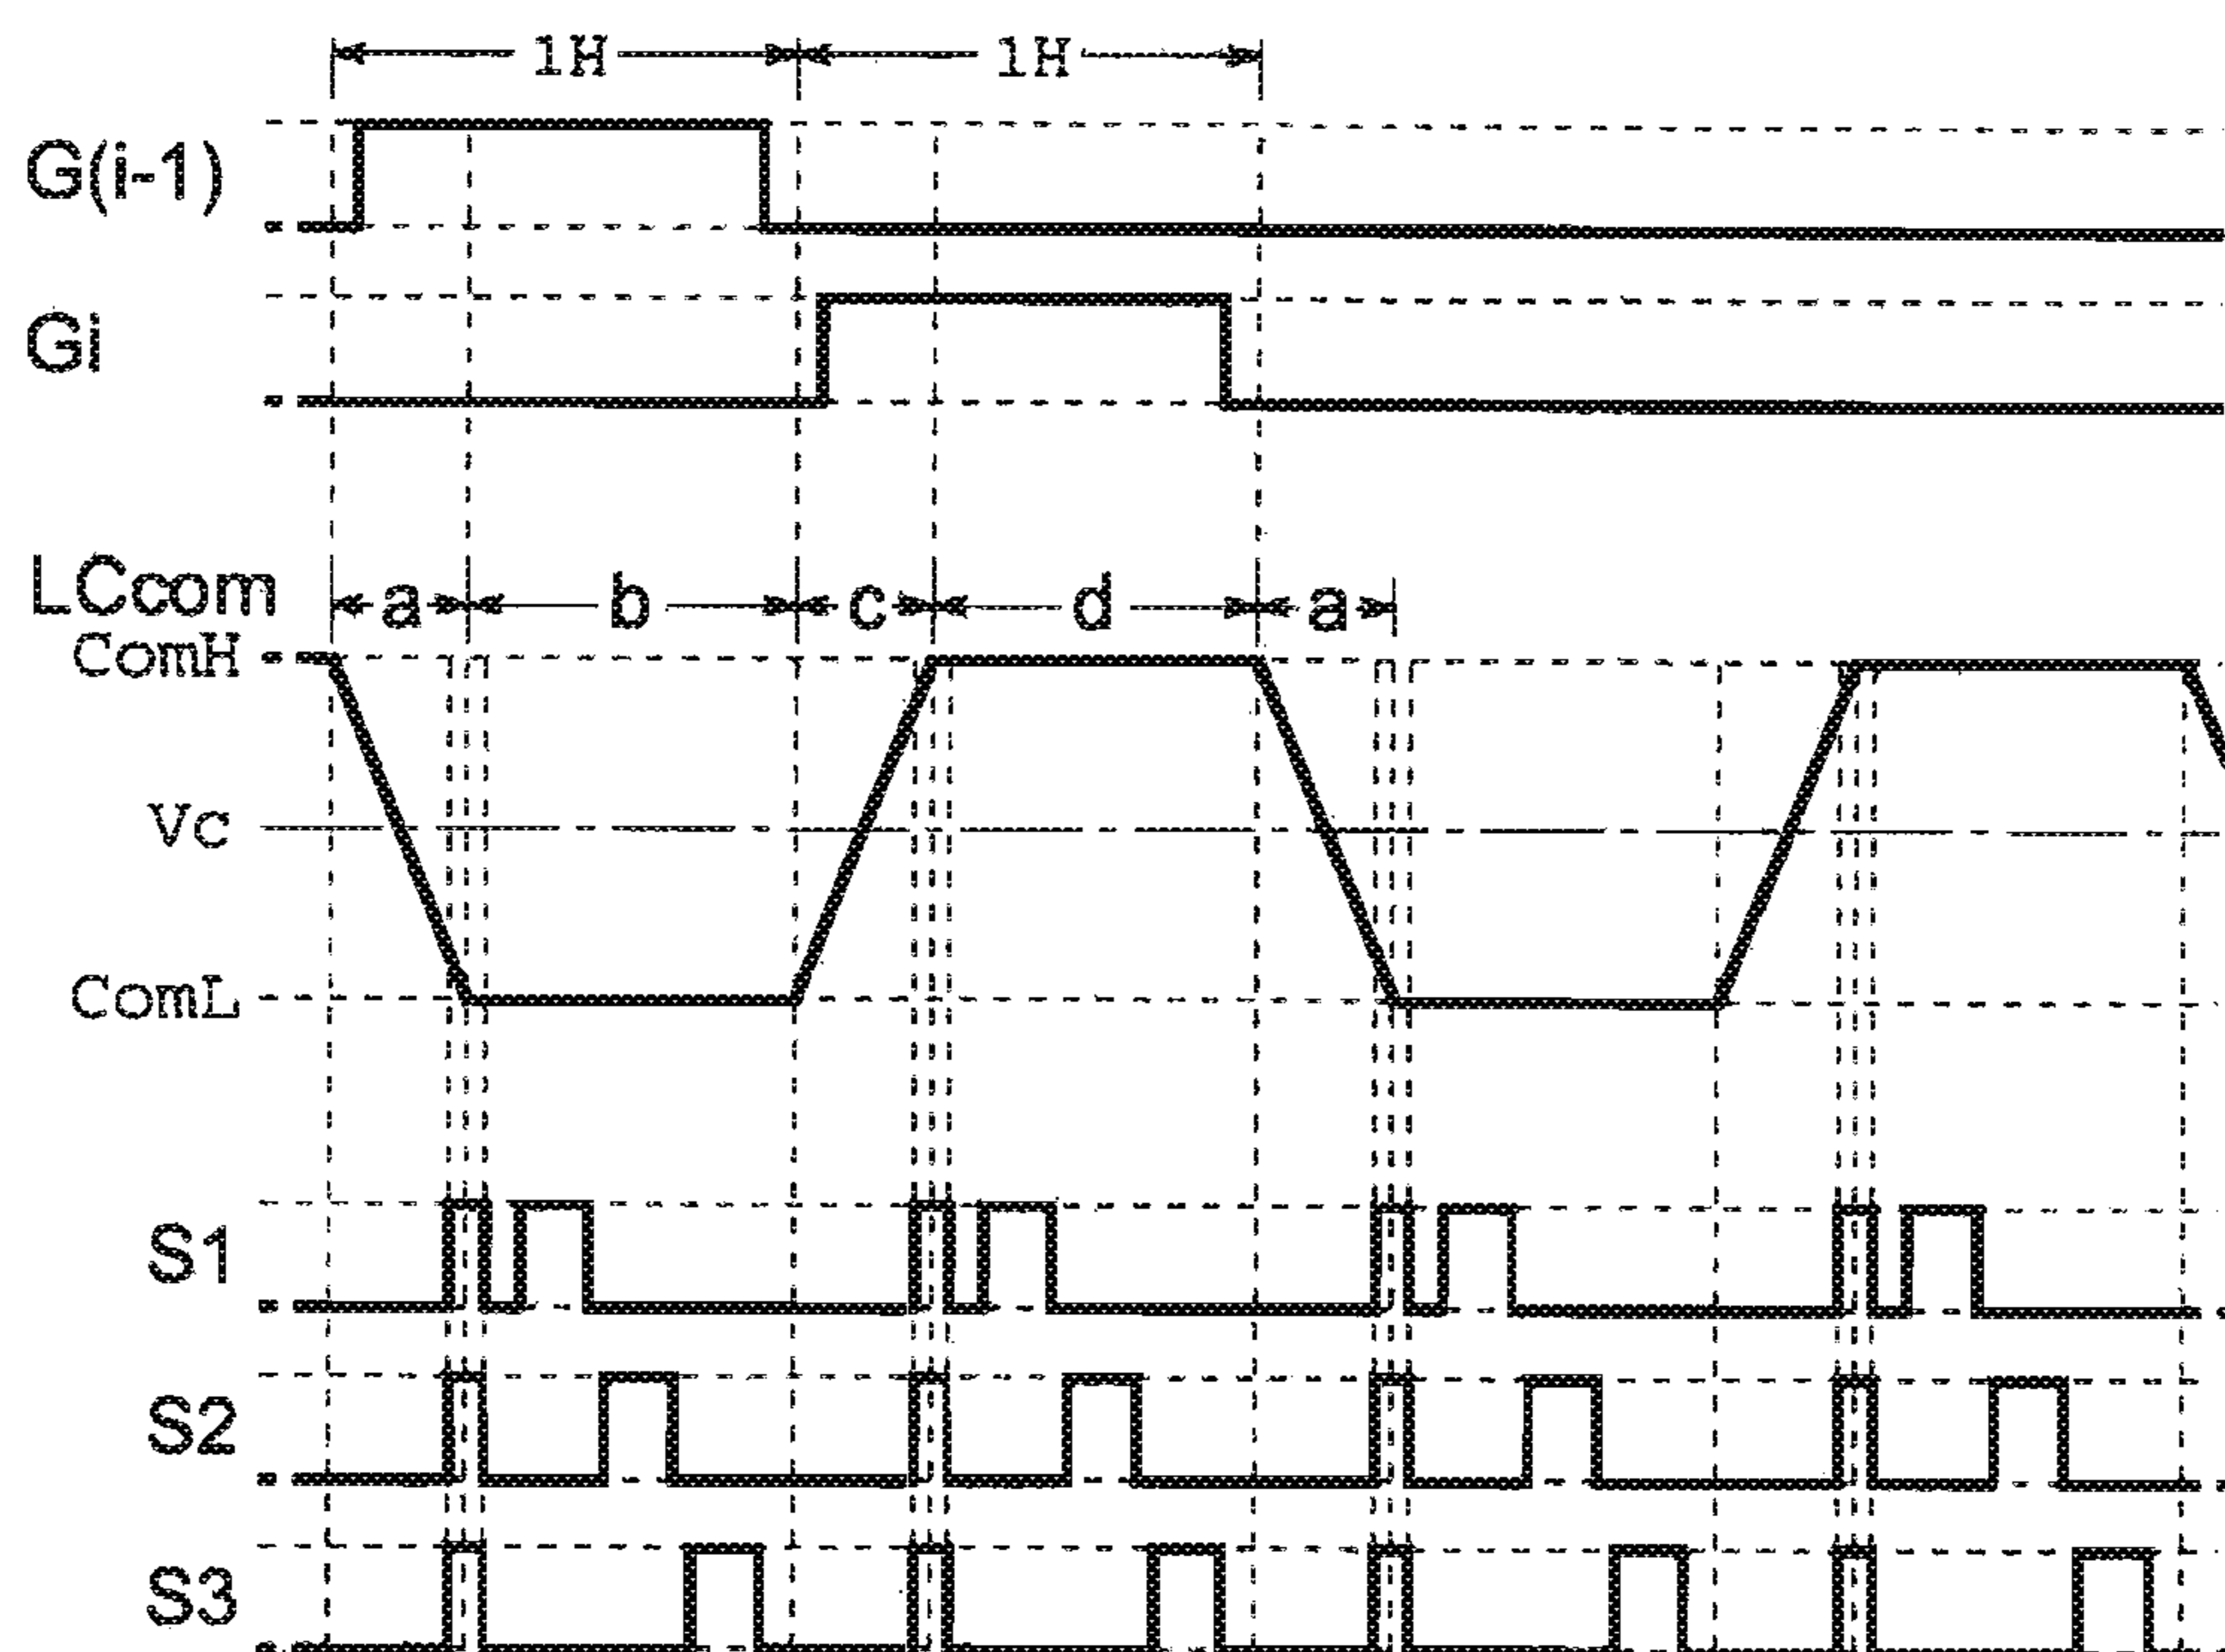 1H 1H
G(i-1)
Gi
LCcom a b c d a
ComH
Vc
ComL
S1
S2
S3